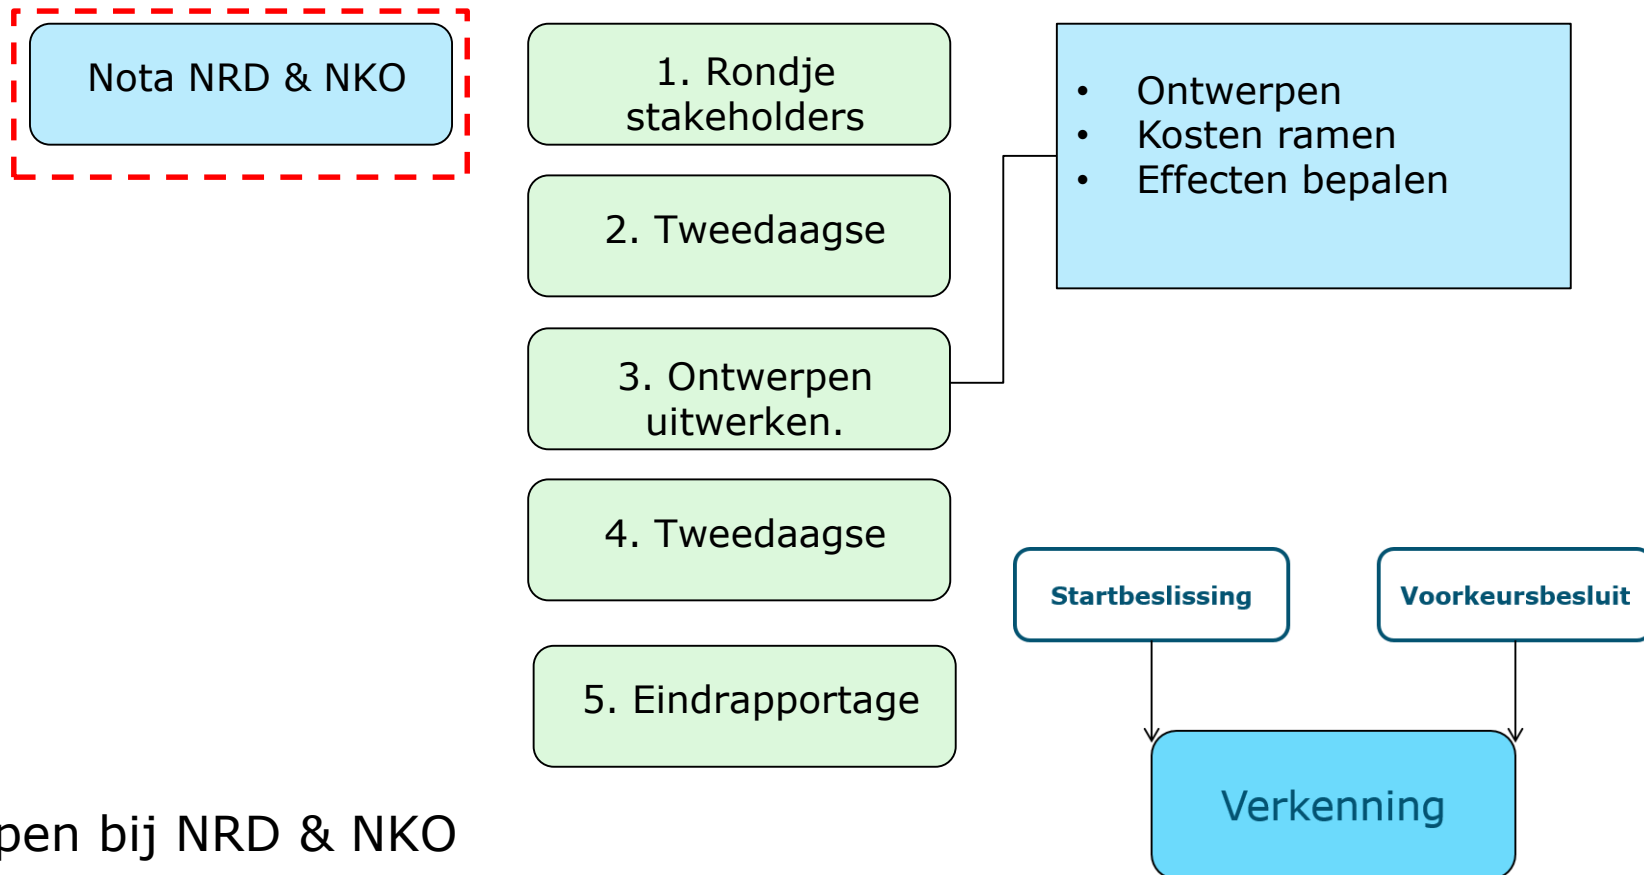 Nota NRD & NKO
1. Rondje
stakeholders
2. Tweedaagse
3. Ontwerpen
uitwerken.
4. Tweedaagse
5. Eindrapportage
• Ontwerpen
• Kosten ramen
• Effecten bepalen
Startbeslissing
Voorkeursbesluit
Verkenning
pen bij NRD & NKO